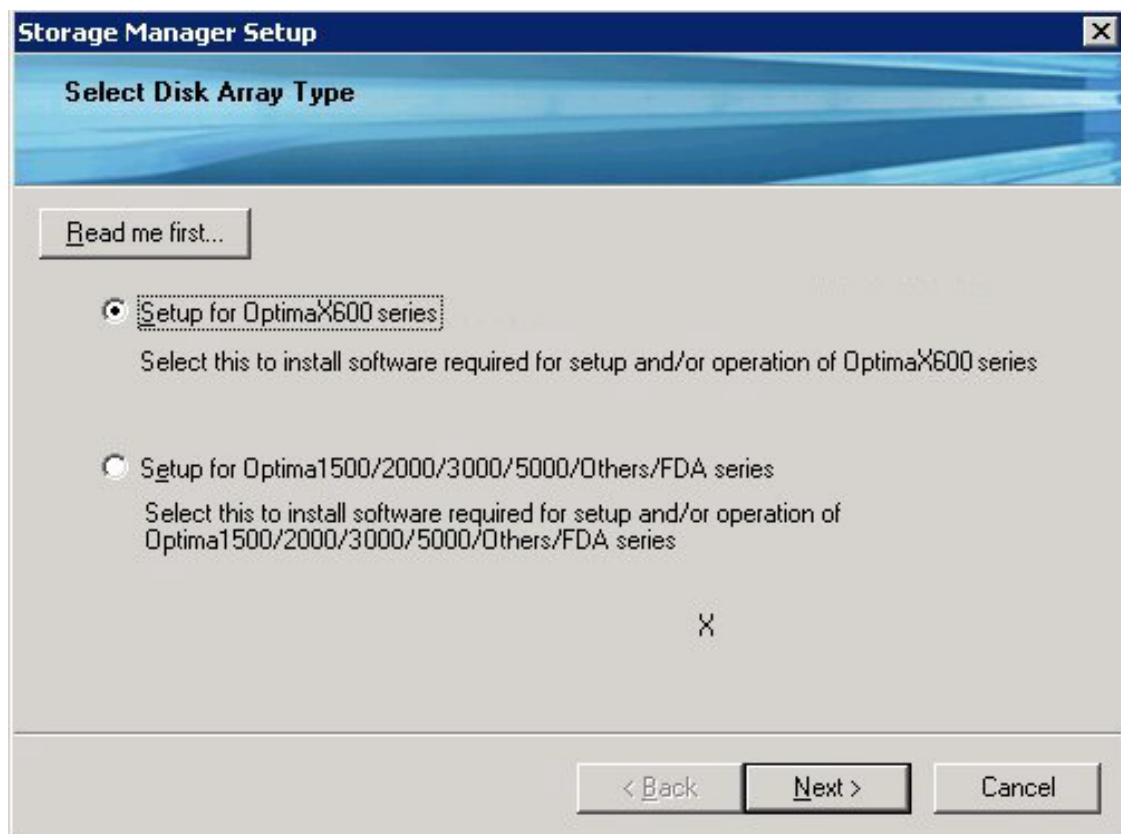 Storage Manager Setup
Select Disk Array Type
Read me first...
Setup for OptimaX600 series
Select this to install software required for setup and/or operation of OptimaX600 series
Setup for Optima1500/2000/3000/5000/Others/FDA series
Select this to install software required for setup and/or operation of
Optima1500/2000/3000/5000/Others/FDA series
X
< Back
Next >
Cancel